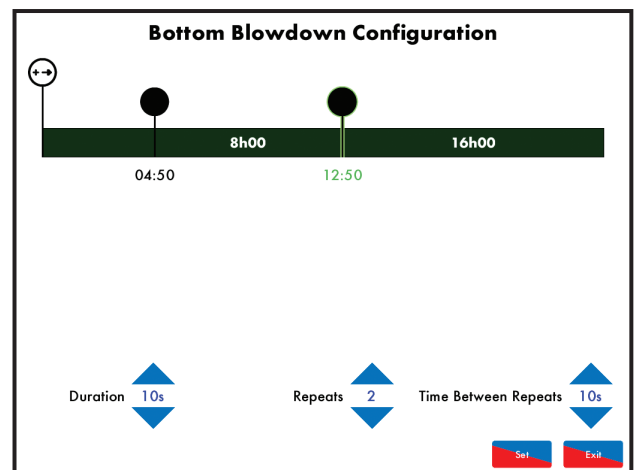 Bottom Blowdown Configuration
8h00 16h00
04:50 12:50
Duration 10s Repeats 2 Time Between Repeats 10s
Set Exit